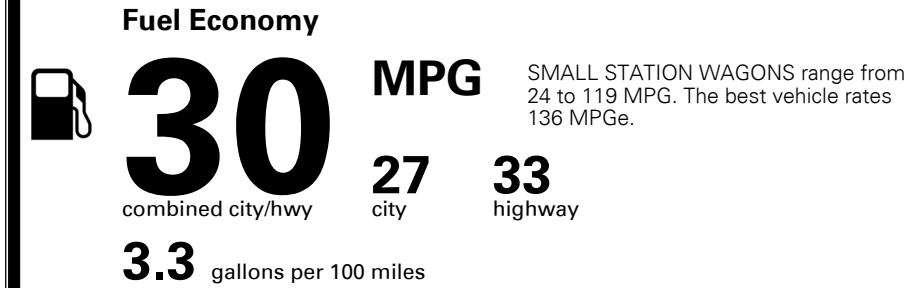 Fuel Economy
30 MPG
SMALL STATION WAGONS range from
24 to 119 MPG. The best vehicle rates
136 MPGe.
27 33
combined city/hwy city highway
3.3 gallons per 100 miles